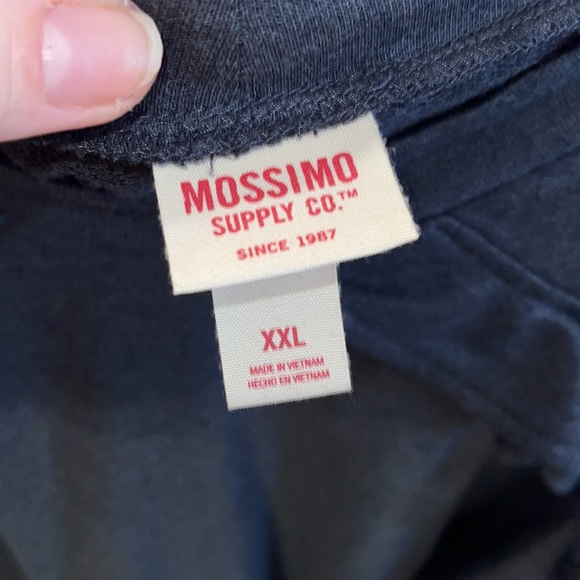 MOSSIMO
SUPPLY CO.™
SINCE 1987
XXL
MADE IN VIETNAM
HECHO EN VIETNAM